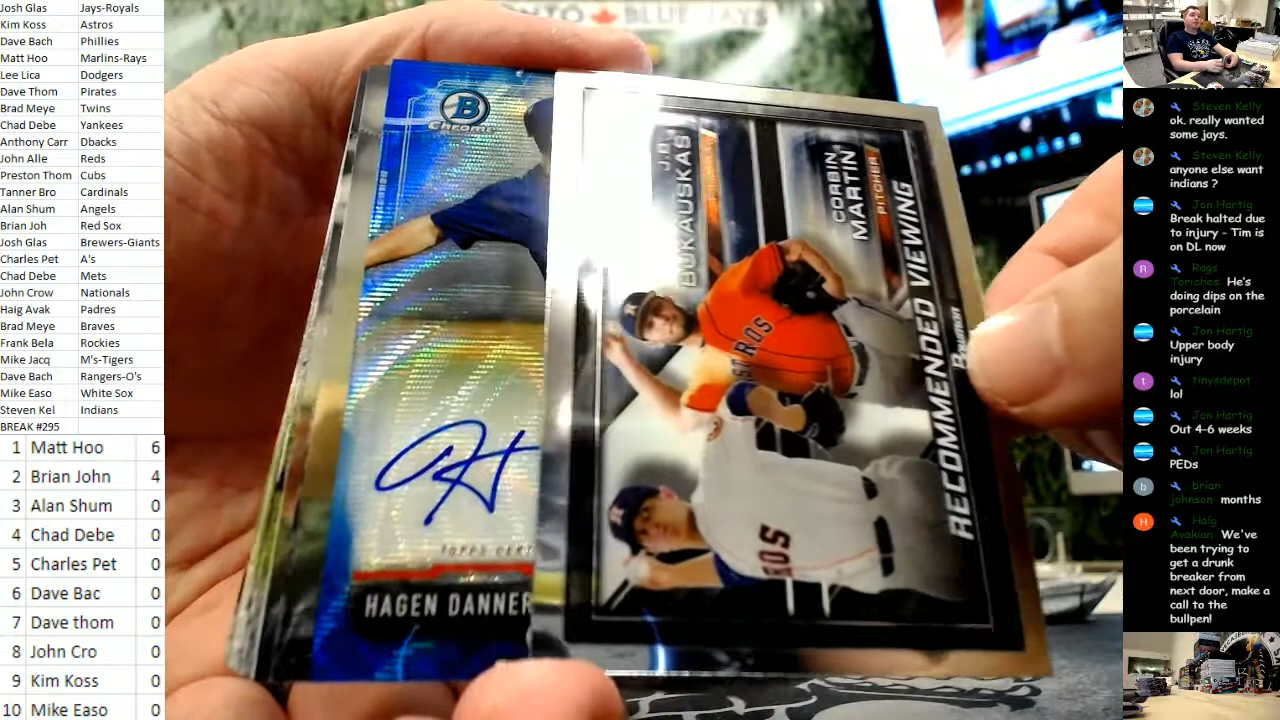 Josh Glas Jays-Royals
Kim Koss Astros
Dave Bach Phillies
Matt Hoo Marlins-Rays
Lee Lica Dodgers
Dave Thom Pirates
Brad Meye Twins
Chad Debe Yankees
Anthony Carr Dbacks
John Alle Reds
Preston Thom Cubs
Tanner Bro Cardinals
Alan Shum Angels
Brian Joh Red Sox
Josh Glas Brewers-Giants
Charles Pet A's
Chad Debe Mets
John Crow Nationals
Haig Avak Padres
Brad Meye Braves
Frank Bela Rockies
Mike Jacq M's-Tigers
Dave Bach Rangers-O's
Mike Easo White Sox
Steven Kel Indians
BREAK #295
1 Matt Hoo 6
2 Brian John 4
3 Alan Shum 0
4 Chad Debe 0
5 Charles Pet 0
6 Dave Bac 0
7 Dave thom 0
8 John Cro 0
9 Kim Koss 0
10 Mike Easo 0
BLUE JAYS
B
Chrome
TOPPS CERT
HAGEN DANNER
J.B.
BUKAUSKAS
CORBIN
MARTIN
PITCHER
RECOMMENDED VIEWING
Bowman
STROS
ROS
Steven Kelly
ok. really wanted
some jays.
Steven Kelly
anyone else want
indians ?
Jon Hartig
Break halted due
to injury - Tim is
on DL now
R
Rags
Toriches He's
doing dips on the
porcelain
Jon Hartig
Upper body
injury
t
tinysdepot
lol
Jon Hartig
Out 4-6 weeks
Jon Hartig
PEDs
b
brian
johnson months
H
Haig
Avakian We've
been trying to
get a drunk
breaker from
next door, make a
call to the
bullpen!